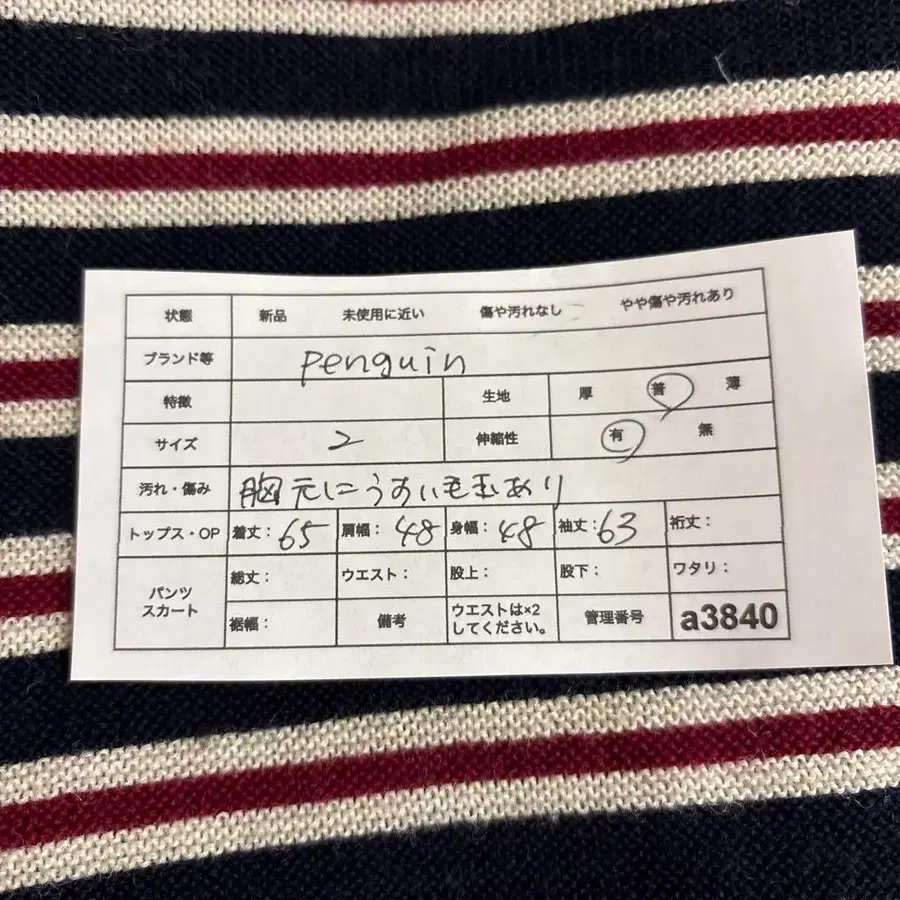 状態 新品 未使用に近い 傷や汚れなし やや傷や汚れあり
ブランド等 penguin
特徴 生地 厚 普 薄
サイズ 2 伸縮性 有 無
汚れ・傷み 胸元にうすい毛玉あり
トップス・OP 着丈: 65 肩幅: 48 身幅: 48 袖丈: 63 裄丈:
パンツ
スカート
総丈: ウエスト: 股上: 股下: ワタリ:
裾幅: 備考 ウエストは×2
してください。 管理番号 a3840